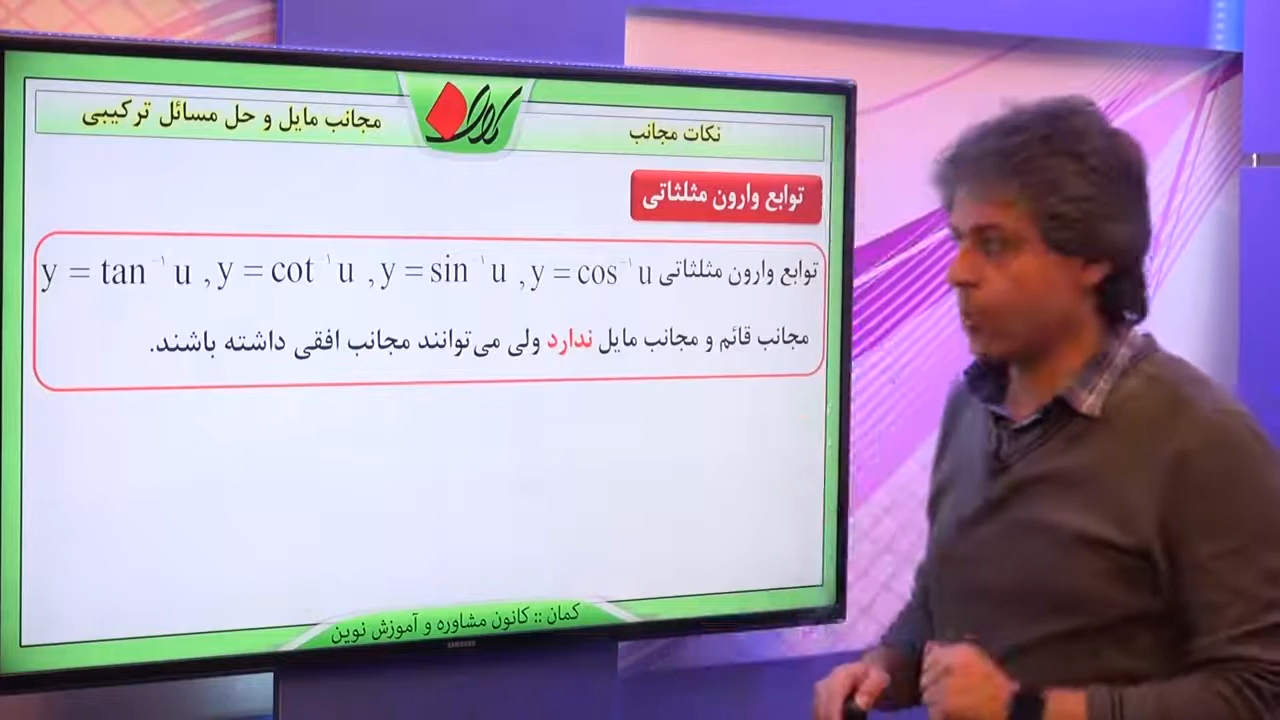 نکات مجانب
مجانب مایل و حل مسائل ترکیبی
کمان
توابع وارون مثلثاتی
توابع وارون مثلثاتی y = tan⁻¹ u , y = cot⁻¹ u , y = sin⁻¹ u , y = cos⁻¹ u
مجانب قائم و مجانب مایل ندارد ولی می‌توانند مجانب افقی داشته باشند.
کمان :: کانون مشاوره و آموزش نوین
SAMSUNG